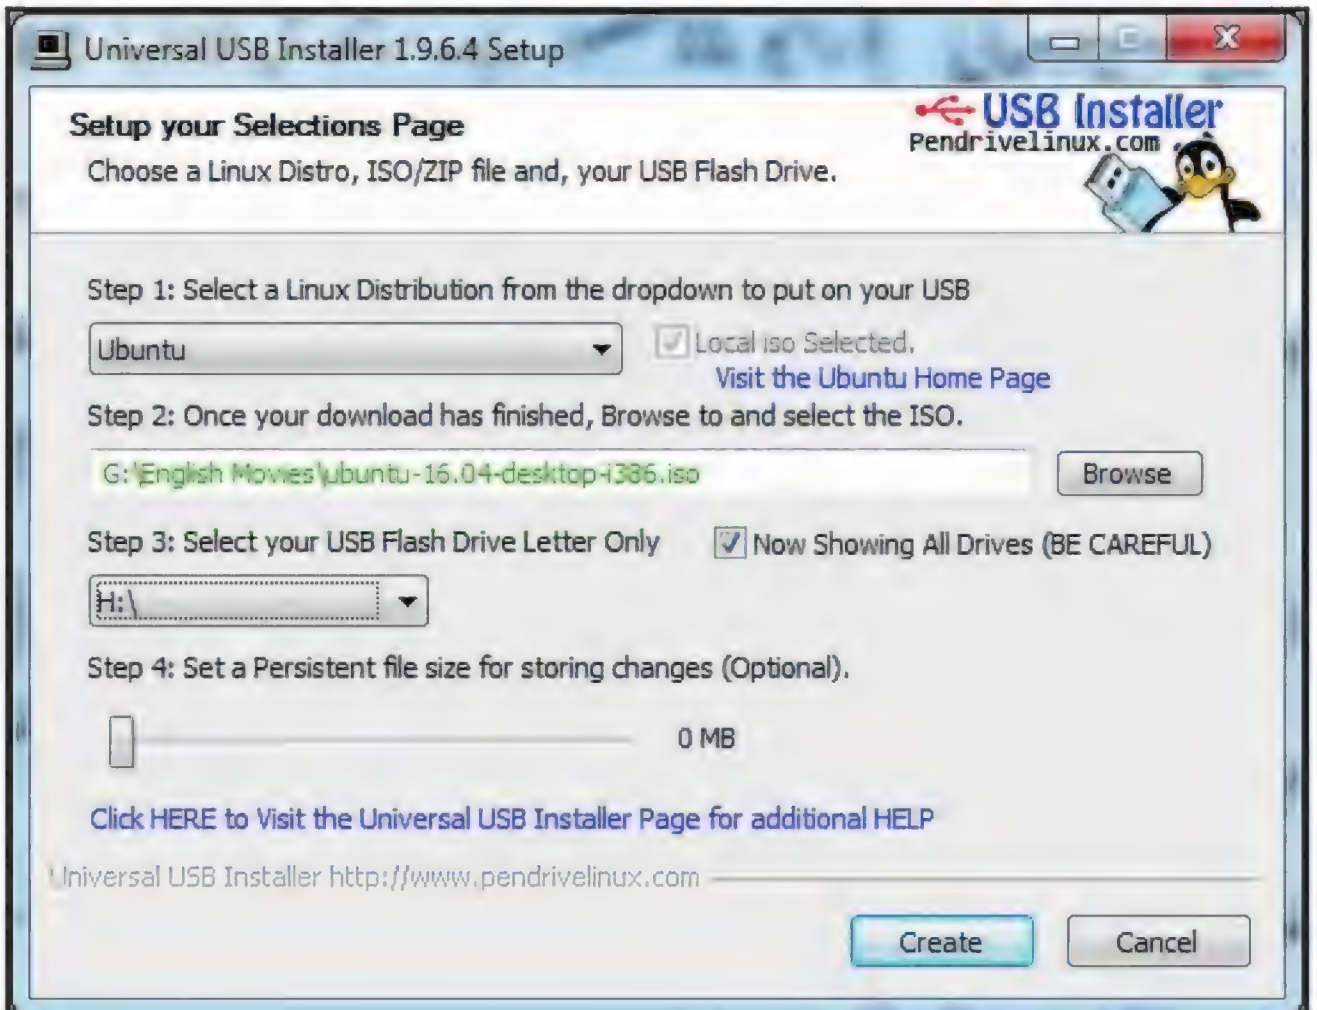 Universal USB Installer 1.9.6.4 Setup
Setup your Selections Page
Choose a Linux Distro, ISO/ZIP file and, your USB Flash Drive.
USB Installer
Pendrivelinux.com
Step 1: Select a Linux Distribution from the dropdown to put on your USB
Ubuntu
Local iso Selected.
Visit the Ubuntu Home Page
Step 2: Once your download has finished, Browse to and select the ISO.
G:\English Movies\ubuntu-16.04-desktop-i386.iso
Browse
Step 3: Select your USB Flash Drive Letter Only
Now Showing All Drives (BE CAREFUL)
H:\
Step 4: Set a Persistent file size for storing changes (Optional).
0 MB
Click HERE to Visit the Universal USB Installer Page for additional HELP
Universal USB Installer http://www.pendrivelinux.com
Create
Cancel